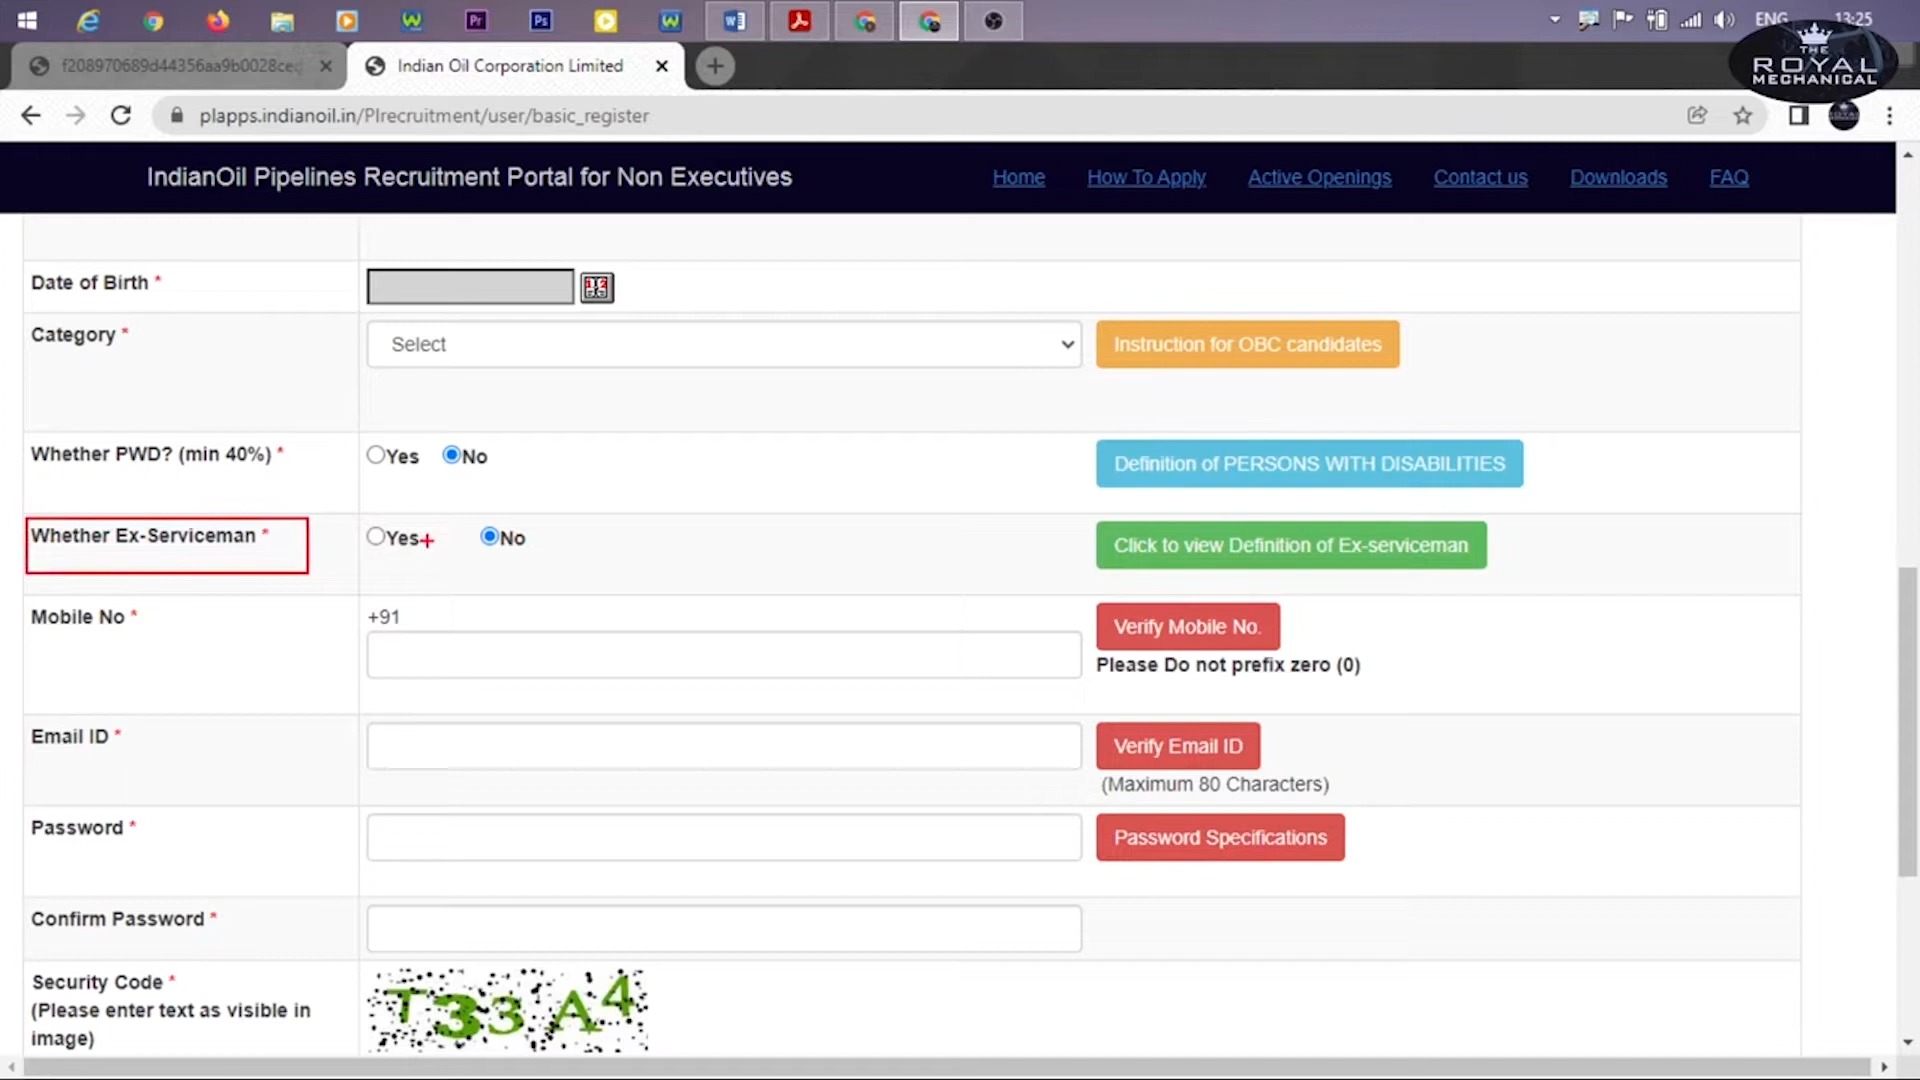 ENG 13:25
THE
ROYAL
MECHANICAL
f208970689d44356aa9b0028ceq
Indian Oil Corporation Limited
plapps.indianoil.in/PIrecruitment/user/basic_register
IndianOil Pipelines Recruitment Portal for Non Executives
Home How To Apply Active Openings Contact us Downloads FAQ
Date of Birth *
Category *
Select
Instruction for OBC candidates
Whether PWD? (min 40%) *
Yes No
Definition of PERSONS WITH DISABILITIES
Whether Ex-Serviceman *
Yes No
Click to view Definition of Ex-serviceman
Mobile No *
+91
Verify Mobile No.
Please Do not prefix zero (0)
Email ID *
Verify Email ID
(Maximum 80 Characters)
Password *
Password Specifications
Confirm Password *
Security Code *
(Please enter text as visible in
image)
T33A4